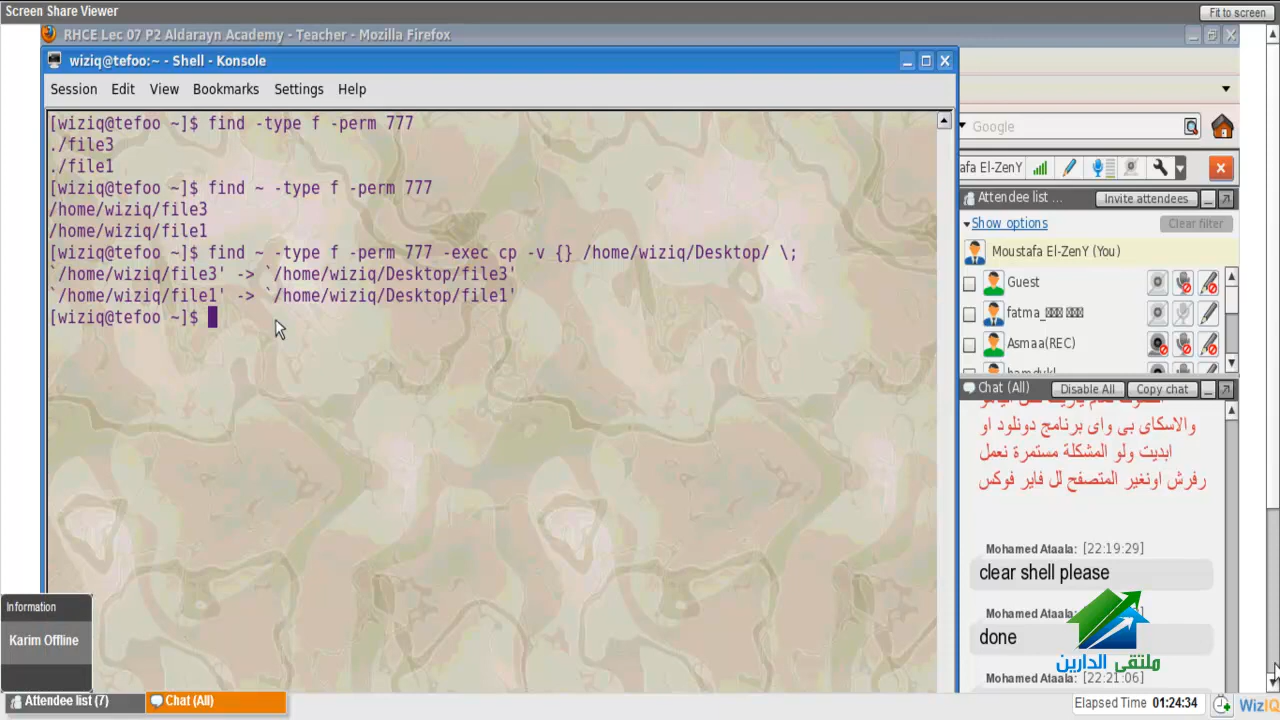 Screen Share Viewer
Fit to screen
RHCE Lec 07 P2 Aldarayn Academy - Teacher - Mozilla Firefox
wiziq@tefoo:~ - Shell - Konsole
Session Edit View Bookmarks Settings Help
[wiziq@tefoo ~]$ find -type f -perm 777
./file3
./file1
[wiziq@tefoo ~]$ find ~ -type f -perm 777
/home/wiziq/file3
/home/wiziq/file1
[wiziq@tefoo ~]$ find ~ -type f -perm 777 -exec cp -v {} /home/wiziq/Desktop/ \;
`/home/wiziq/file3' -> `/home/wiziq/Desktop/file3'
`/home/wiziq/file1' -> `/home/wiziq/Desktop/file1'
[wiziq@tefoo ~]$
Google
afa El-ZenY
Attendee list ...
Invite attendees
Show options
Clear filter
Moustafa El-ZenY (You)
Guest
fatma_
Asmaa(REC)
Chat (All)
Disable All
Copy chat
والاسكاى بى واى برنامج دونلود او
ابديت ولو المشكلة مستمرة نعمل
رفرش اونغير المتصفح لل فاير فوكس
Mohamed Ataala: [22:19:29]
clear shell please
Mohamed Ataala:
done
Mohamed Ataala: [22:21:06]
ملتقى الدارين
Information
Karim Offline
Attendee list (7)
Chat (All)
Elapsed Time 01:24:34
WizIQ